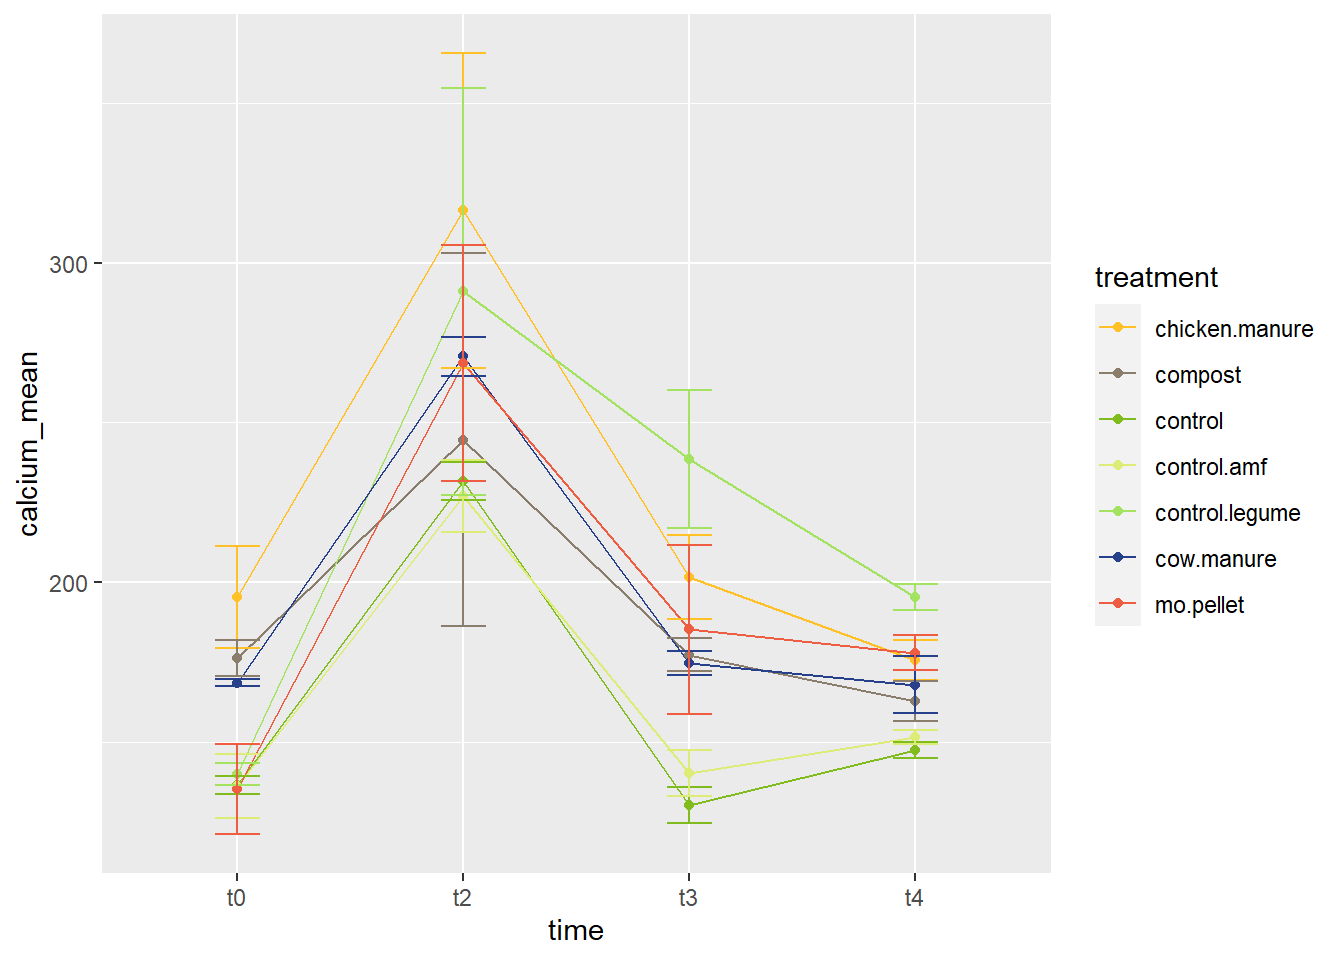 300
200
calcium_mean
t0
t2
t3
t4
time
treatment
chicken.manure
compost
control
control.amf
control.legume
cow.manure
mo.pellet